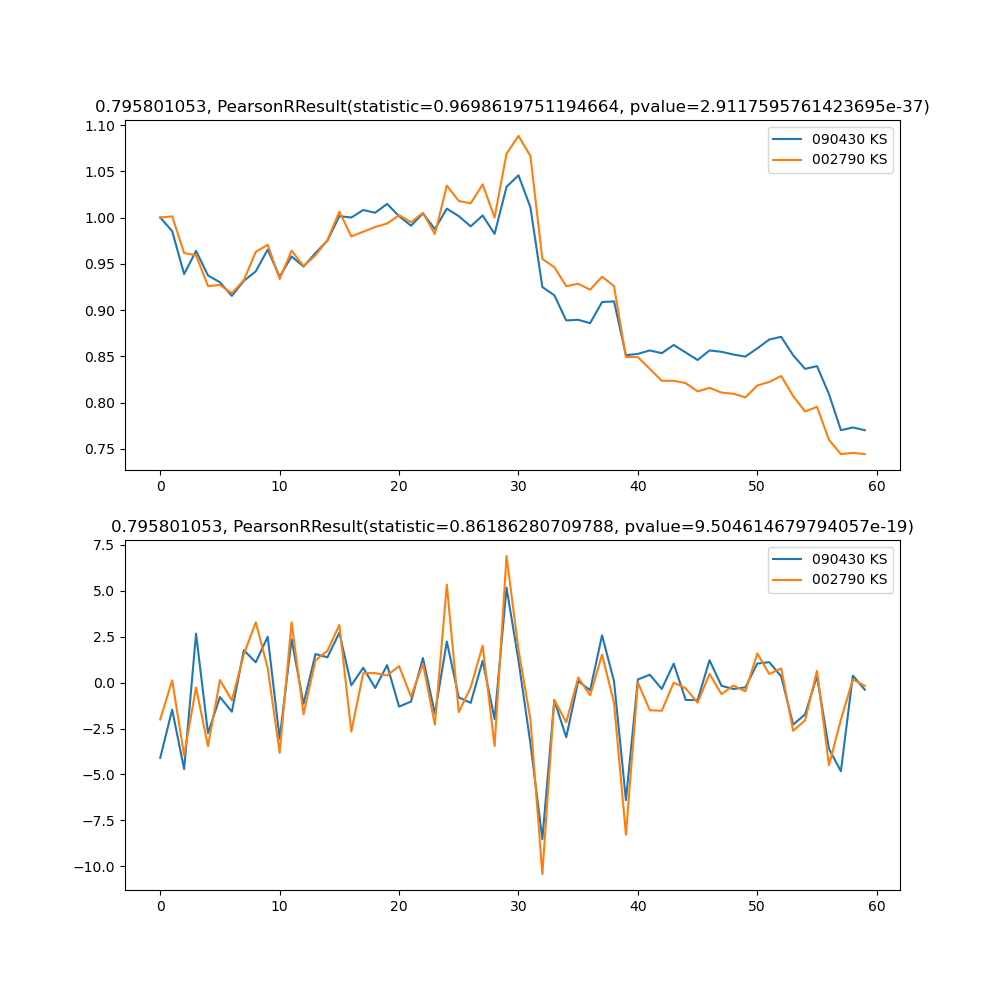 0.795801053, PearsonRResult(statistic=0.9698619751194664, pvalue=2.9117595761423695e-37)
1.10
1.05
1.00
0.95
0.90
0.85
0.80
0.75
090430 KS
002790 KS
0 10 20 30 40 50 60
0.795801053, PearsonRResult(statistic=0.86186280709788, pvalue=9.504614679794057e-19)
7.5
5.0
2.5
0.0
−2.5
−5.0
−7.5
−10.0
090430 KS
002790 KS
0 10 20 30 40 50 60